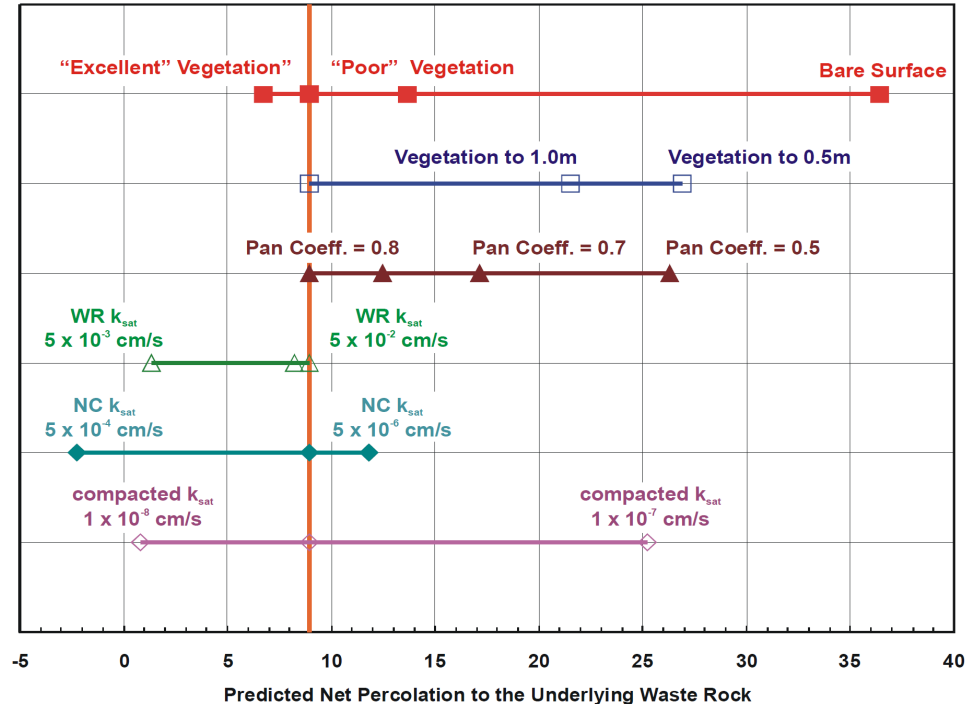 “Excellent” Vegetation”
“Poor” Vegetation
Bare Surface
Vegetation to 1.0m
Vegetation to 0.5m
Pan Coeff. = 0.8
Pan Coeff. = 0.7
Pan Coeff. = 0.5
WR ksat
5 x 10⁻³ cm/s
WR ksat
5 x 10⁻² cm/s
NC ksat
5 x 10⁻⁴ cm/s
NC ksat
5 x 10⁻⁶ cm/s
compacted ksat
1 x 10⁻⁸ cm/s
compacted ksat
1 x 10⁻⁷ cm/s
-5 0 5 10 15 20 25 30 35 40
Predicted Net Percolation to the Underlying Waste Rock